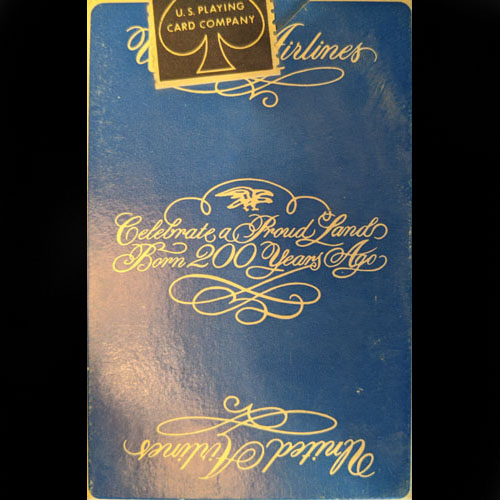 U.S. PLAYING
CARD COMPANY
Airlines
Celebrate a Proud Land
Born 200 Years Ago
United Airlines